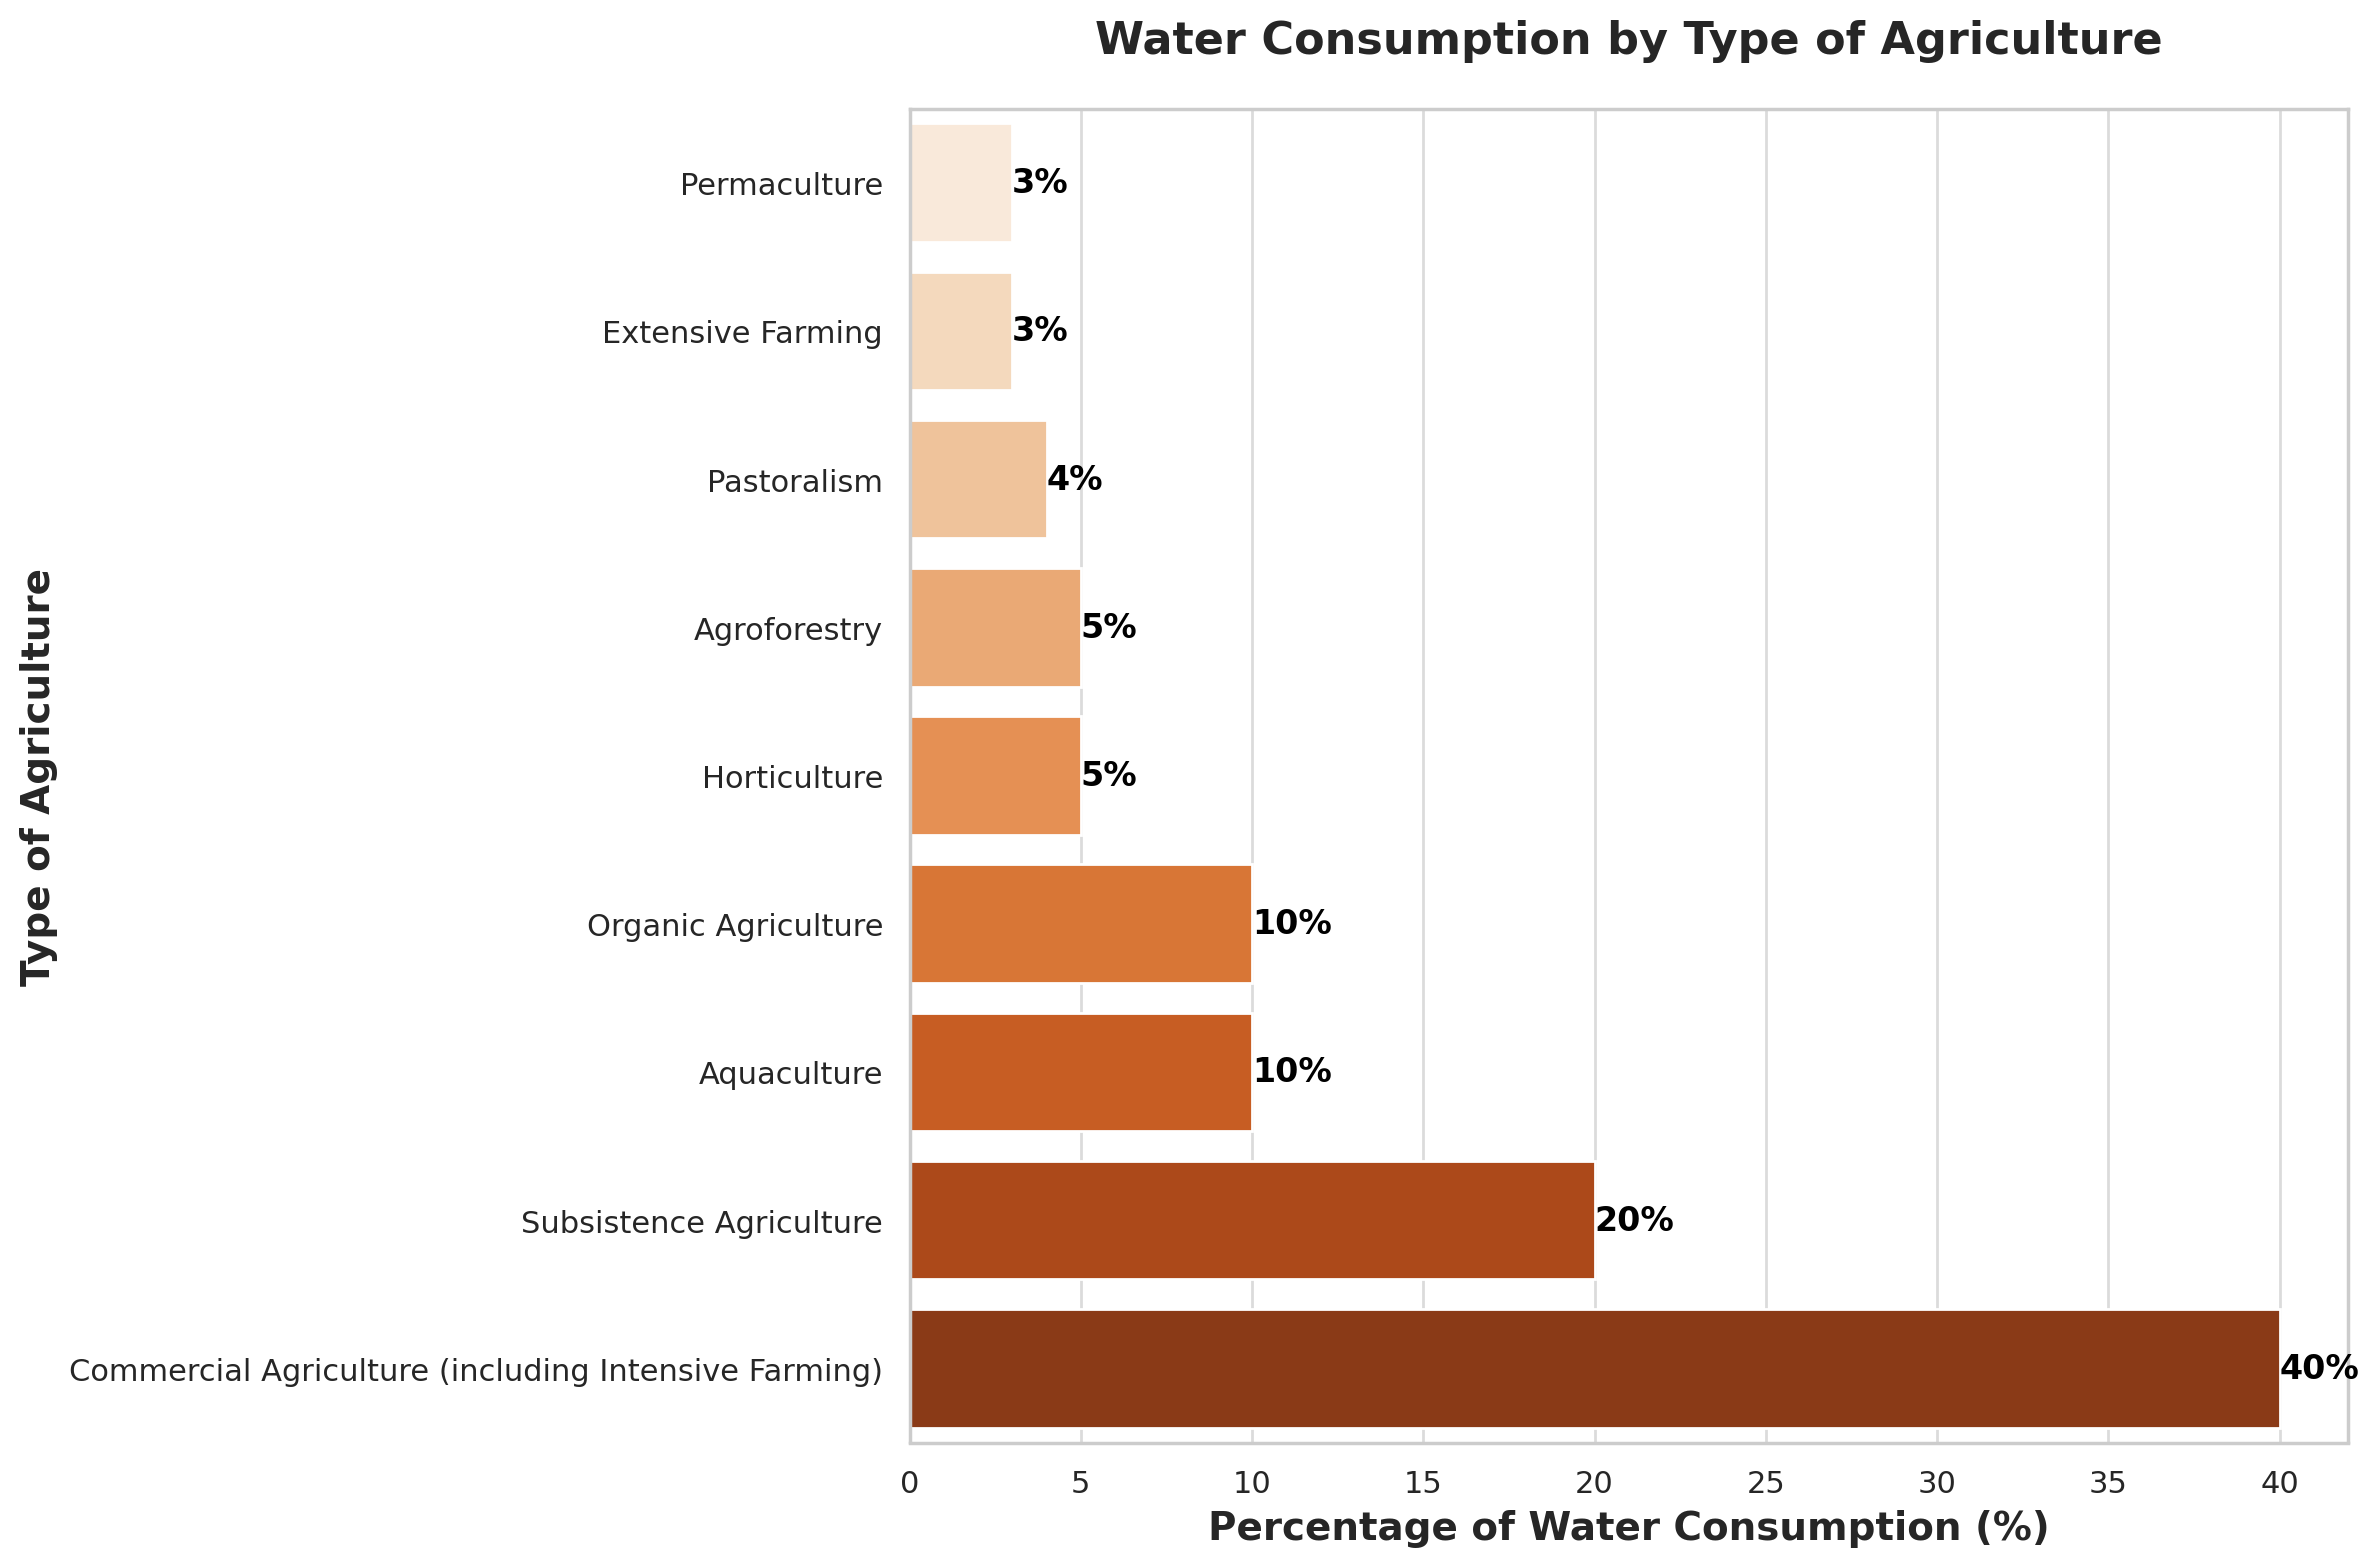 Water Consumption by Type of Agriculture
Type of Agriculture
Permaculture 3%
Extensive Farming 3%
Pastoralism 4%
Agroforestry 5%
Horticulture 5%
Organic Agriculture 10%
Aquaculture 10%
Subsistence Agriculture 20%
Commercial Agriculture (including Intensive Farming) 40%
0 5 10 15 20 25 30 35 40
Percentage of Water Consumption (%)